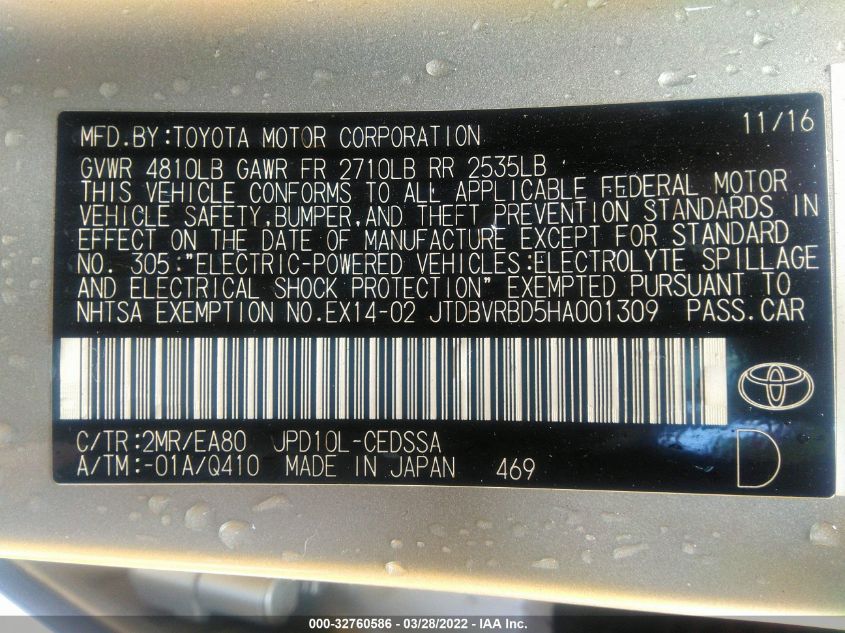 MFD.BY:TOYOTA MOTOR CORPORATION 11/16
GVWR 4810LB GAWR FR 2710LB RR 2535LB
THIS VEHICLE CONFORMS TO ALL APPLICABLE FEDERAL MOTOR
VEHICLE SAFETY,BUMPER,AND THEFT PREVENTION STANDARDS IN
EFFECT ON THE DATE OF MANUFACTURE EXCEPT FOR STANDARD
NO. 305:"ELECTRIC-POWERED VEHICLES:ELECTROLYTE SPILLAGE
AND ELECTRICAL SHOCK PROTECTION" EXEMPTED PURSUANT TO
NHTSA EXEMPTION NO.EX14-02 JTDBVRBD5HA001309 PASS.CAR
C/TR:2MR/EA80 JPD10L-CEDSSA
A/TM:-01A/Q410 MADE IN JAPAN 469 D
000-32760586 - 03/28/2022 - IAA Inc.